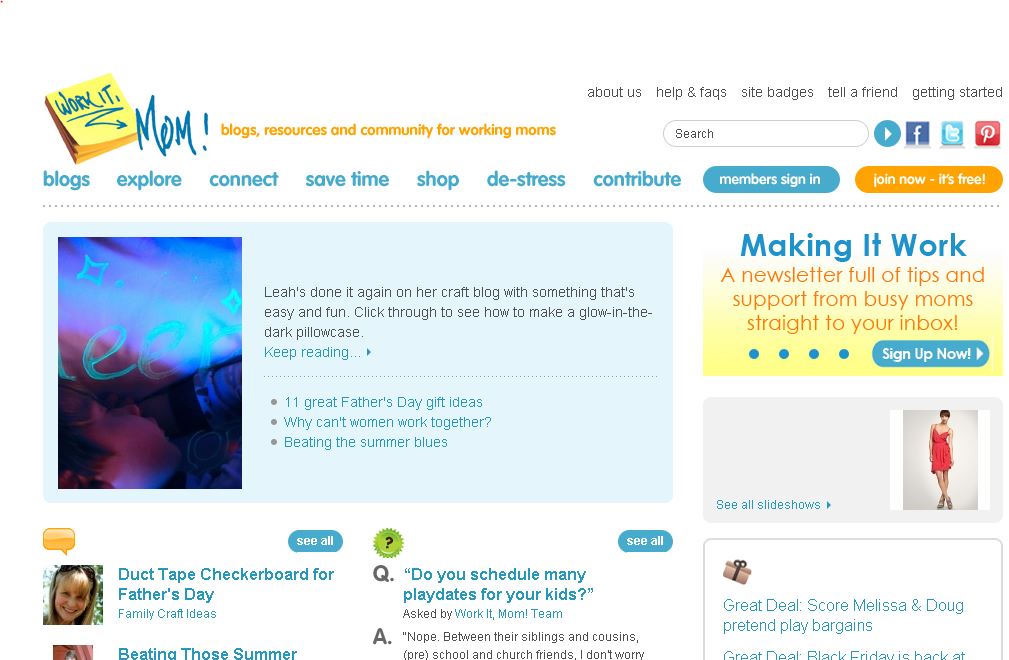 about us help & faqs site badges tell a friend getting started
WORK IT,
MOM!
blogs, resources and community for working moms
Search
blogs explore connect save time shop de-stress contribute members sign in join now - it's free!
Leah's done it again on her craft blog with something that's
easy and fun. Click through to see how to make a glow-in-the-
dark pillowcase.
Keep reading...
11 great Father's Day gift ideas
Why can't women work together?
Beating the summer blues
Making It Work
A newsletter full of tips and
support from busy moms
straight to your inbox!
Sign Up Now!
See all slideshows
see all
Duct Tape Checkerboard for
Father's Day
Family Craft Ideas
Beating Those Summer
?
see all
Q. “Do you schedule many
playdates for your kids?”
Asked by Work It, Mom! Team
A. "Nope. Between their siblings and cousins,
(pre) school and church friends, I don't worry
Great Deal: Score Melissa & Doug
pretend play bargains
Great Deal: Black Friday is back at